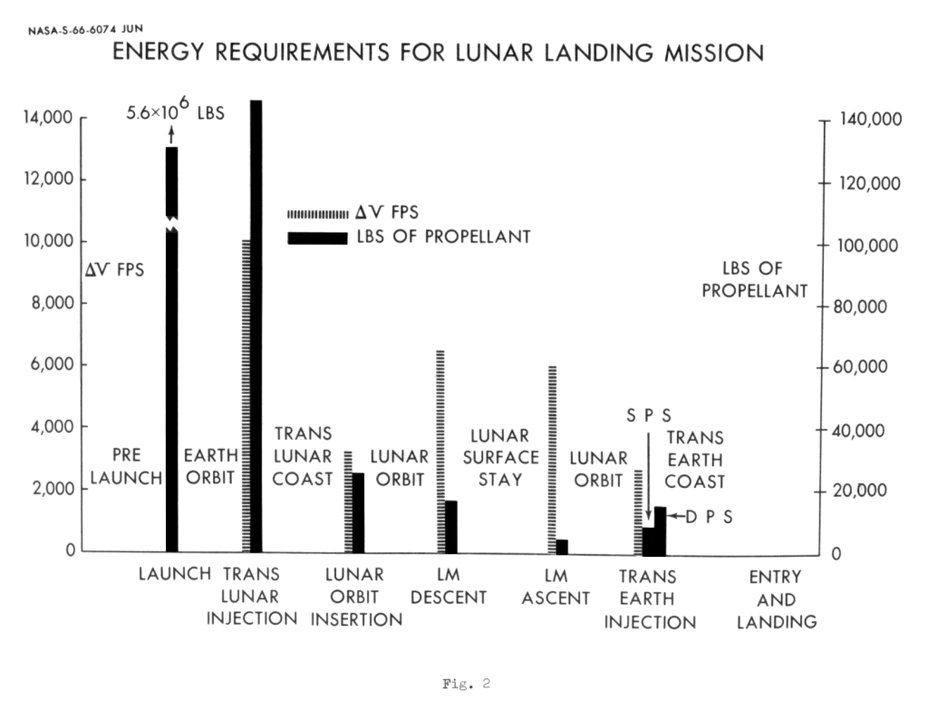 NASA-S-66-6074 JUN
ENERGY REQUIREMENTS FOR LUNAR LANDING MISSION
5.6×10⁶ LBS
14,000
12,000
10,000
ΔV FPS
8,000
6,000
4,000
2,000
0
140,000
120,000
100,000
LBS OF
PROPELLANT
80,000
60,000
40,000
20,000
0
ΔV FPS
LBS OF PROPELLANT
PRE
LAUNCH
EARTH
ORBIT
TRANS
LUNAR
COAST
LUNAR
ORBIT
LUNAR
SURFACE
STAY
LUNAR
ORBIT
SPS
TRANS
EARTH
COAST
DPS
LAUNCH
TRANS
LUNAR
INJECTION
LUNAR
ORBIT
INSERTION
LM
DESCENT
LM
ASCENT
TRANS
EARTH
INJECTION
ENTRY
AND
LANDING
Fig. 2